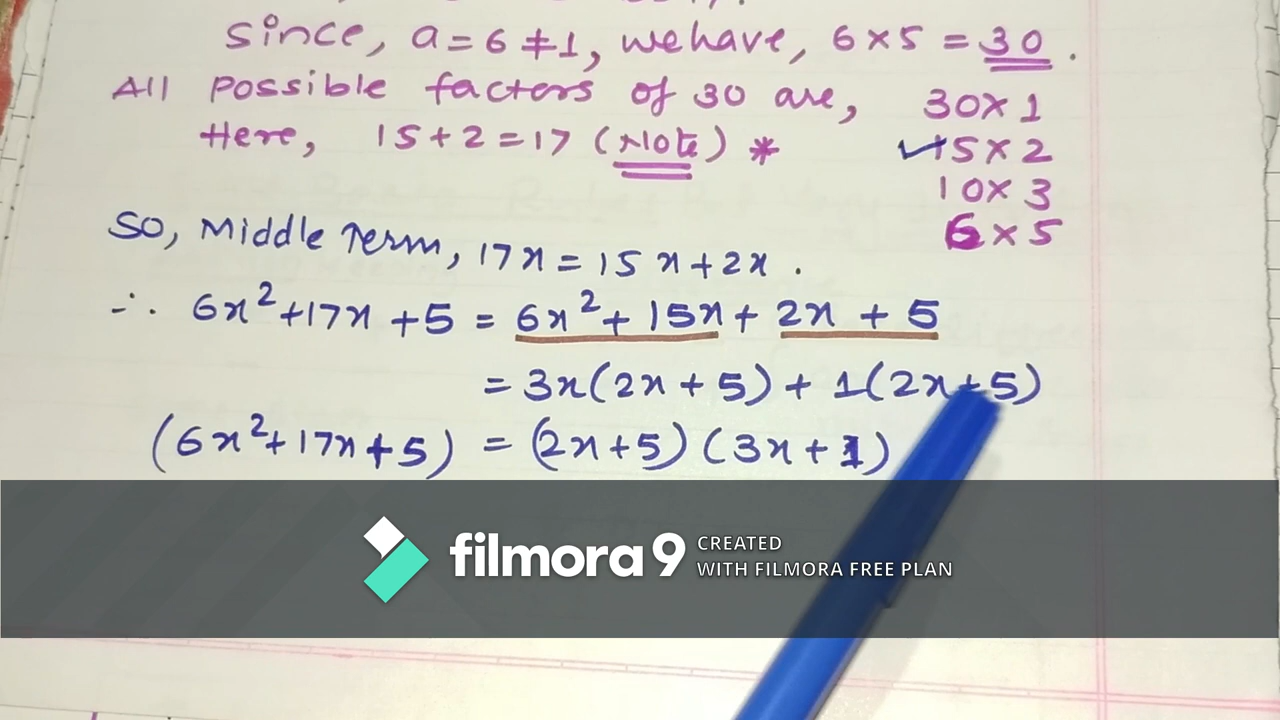 since, a = 6 ≠ 1, we have, 6 × 5 = 30 .
All possible factors of 30 are, 30 × 1
Here, 15 + 2 = 17 (Note) * ✓15 × 2
10 × 3
6 × 5
So, Middle Term, 17x = 15x + 2x .
∴ 6x² + 17x + 5 = 6x² + 15x + 2x + 5
= 3x(2x + 5) + 1(2x + 5)
(6x² + 17x + 5) = (2x + 5) (3x + 1)
filmora 9 CREATED
WITH FILMORA FREE PLAN